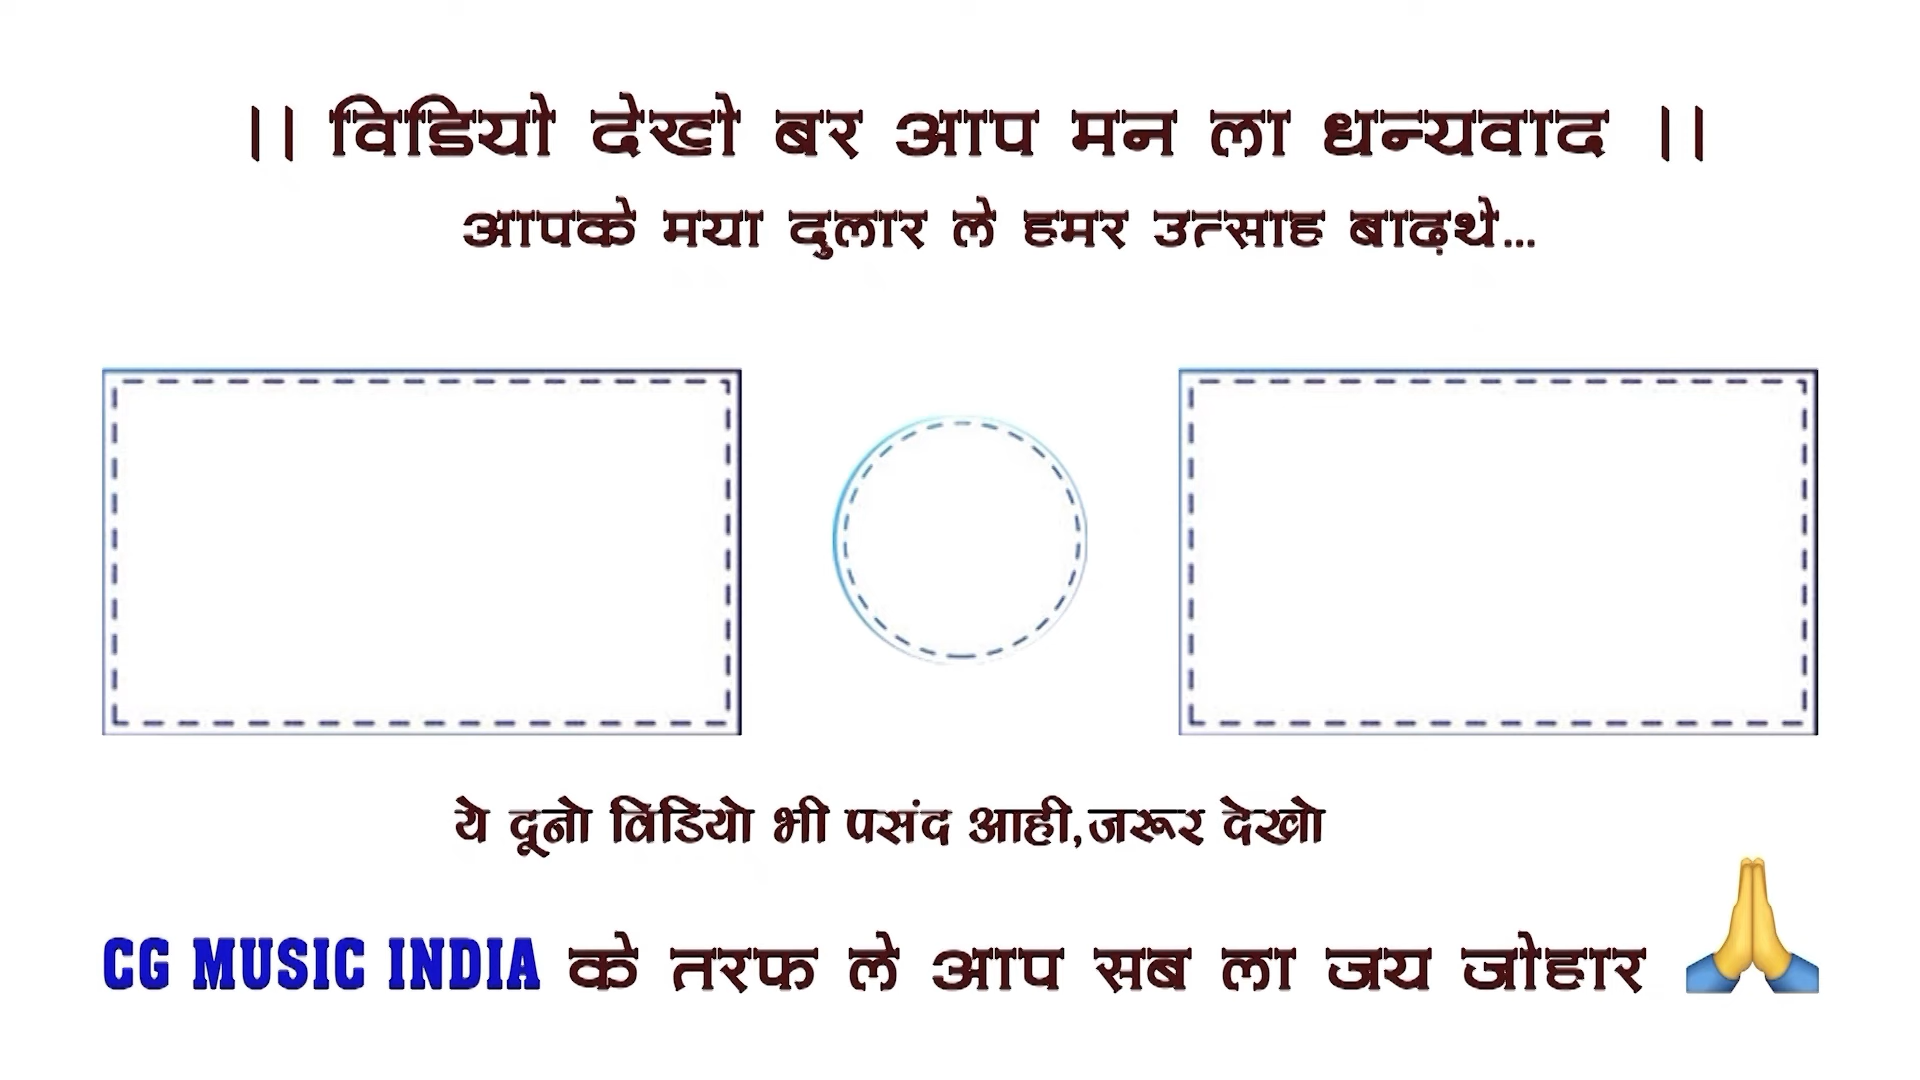 ।। विडियो देखो बर आप मन ला धन्यवाद ।।
आपके मया दुलार ले हमर उत्साह बाढ़थे...
ये दूनो विडियो भी पसंद आही,जरूर देखो
CG MUSIC INDIA के तरफ ले आप सब ला जय जोहार